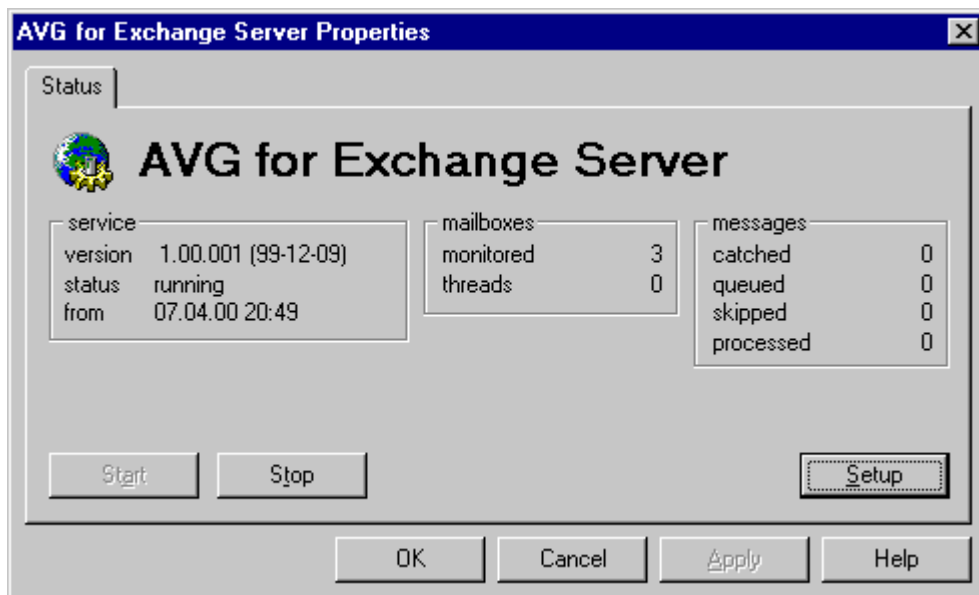 AVG for Exchange Server Properties
Status
AVG for Exchange Server
service
version 1.00.001 (99-12-09)
status running
from 07.04.00 20:49
mailboxes
monitored 3
threads 0
messages
catched 0
queued 0
skipped 0
processed 0
Start Stop Setup
OK Cancel Apply Help